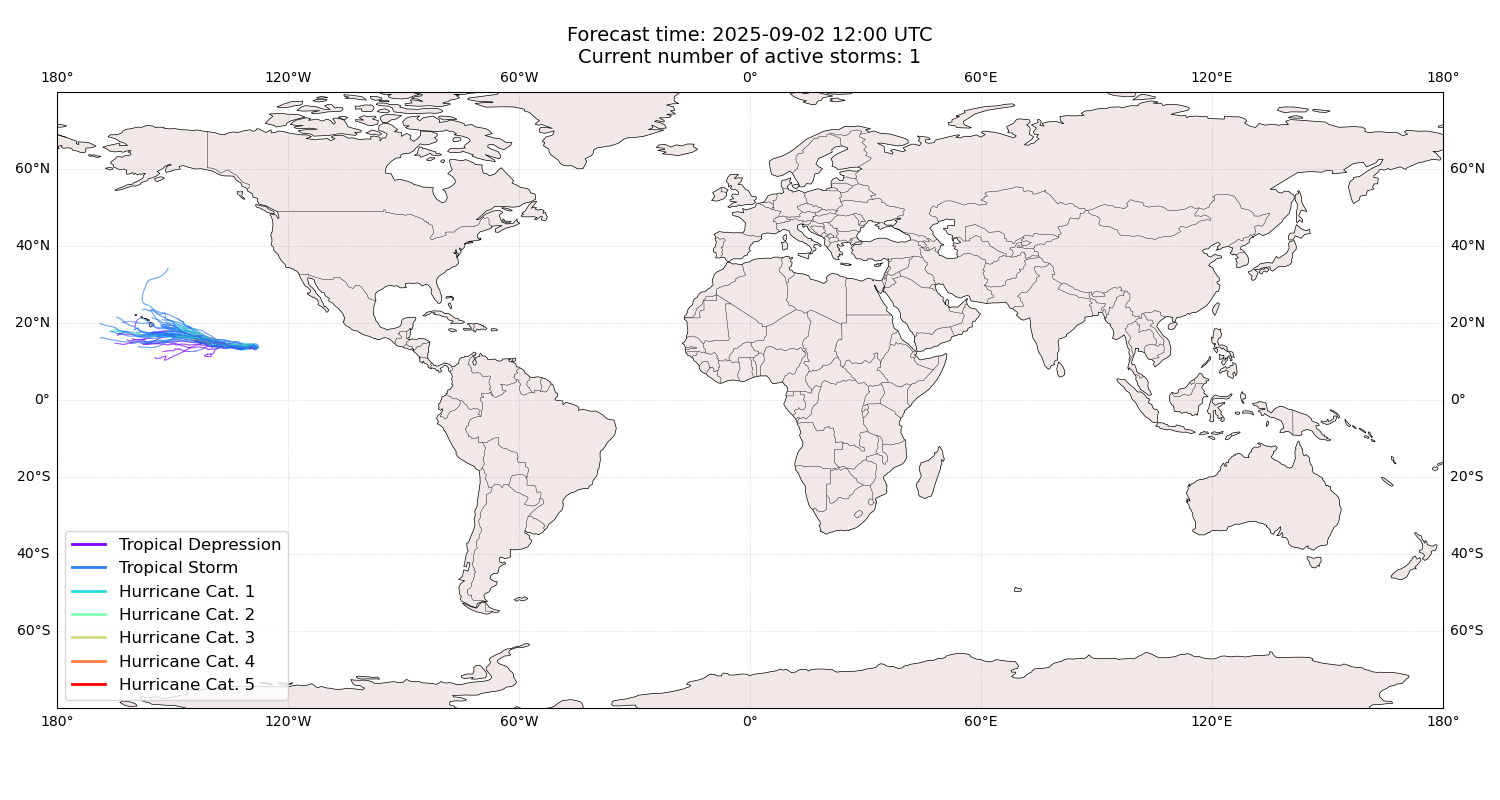 Forecast time: 2025-09-02 12:00 UTC
Current number of active storms: 1
180° 120°W 60°W 0° 60°E 120°E 180°
60°N 60°N
40°N 40°N
20°N 20°N
0° 0°
20°S 20°S
40°S 40°S
60°S 60°S
Tropical Depression
Tropical Storm
Hurricane Cat. 1
Hurricane Cat. 2
Hurricane Cat. 3
Hurricane Cat. 4
Hurricane Cat. 5
180° 120°W 60°W 0° 60°E 120°E 180°